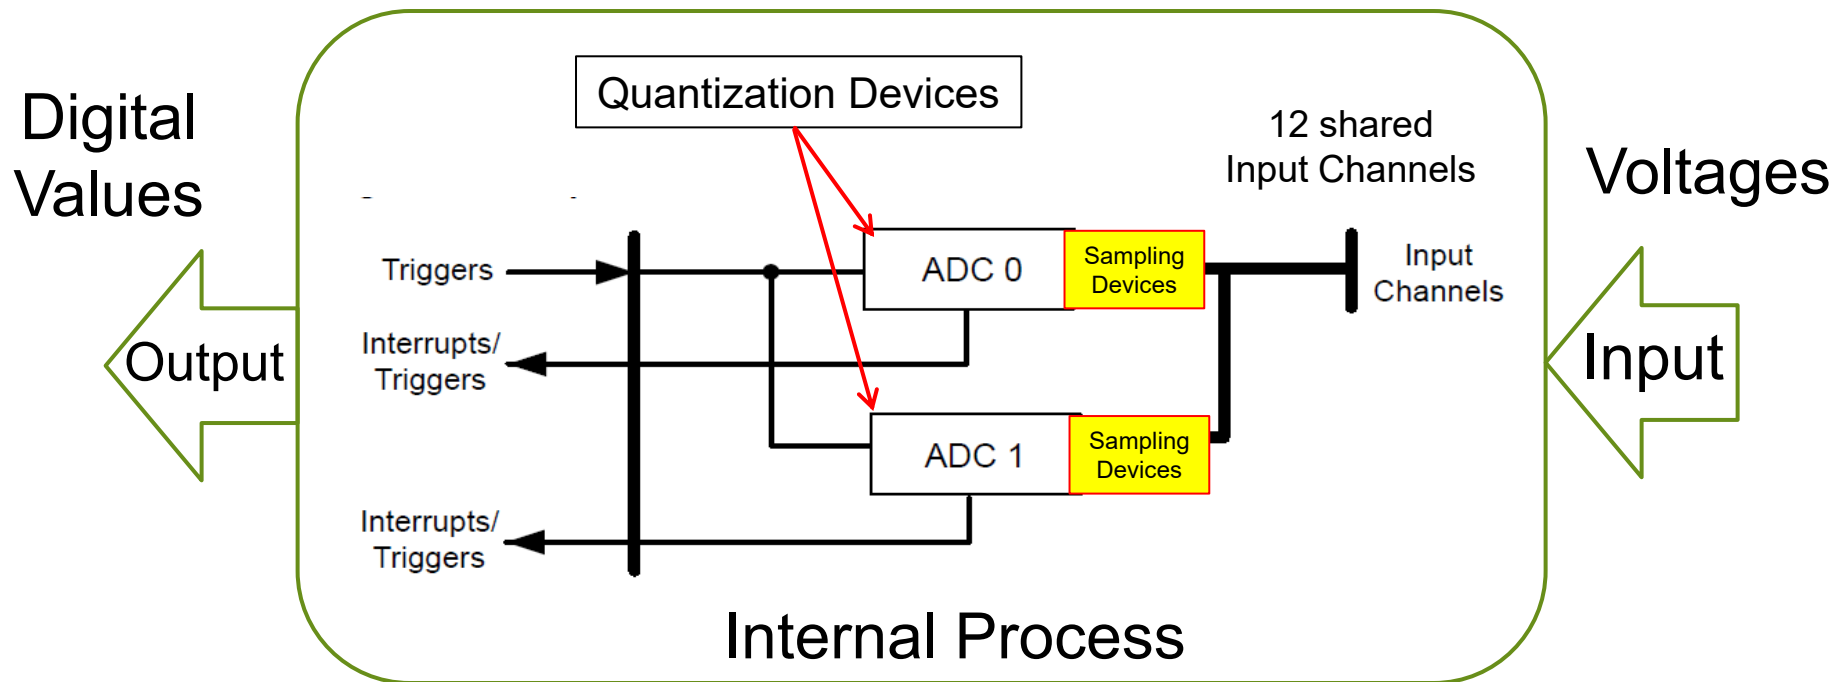 Digital
Values
Output
Quantization Devices
12 shared
Input Channels
Triggers
ADC 0
Sampling
Devices
Input
Channels
Interrupts/
Triggers
ADC 1
Sampling
Devices
Interrupts/
Triggers
Internal Process
Voltages
Input